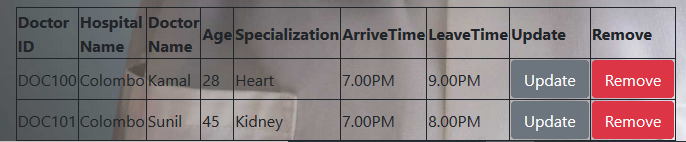 Doctor ID Hospital Name Doctor Name Age Specialization ArriveTime LeaveTime Update Remove
DOC100 Colombo Kamal 28 Heart 7.00PM 9.00PM Update Remove
DOC101 Colombo Sunil 45 Kidney 7.00PM 8.00PM Update Remove